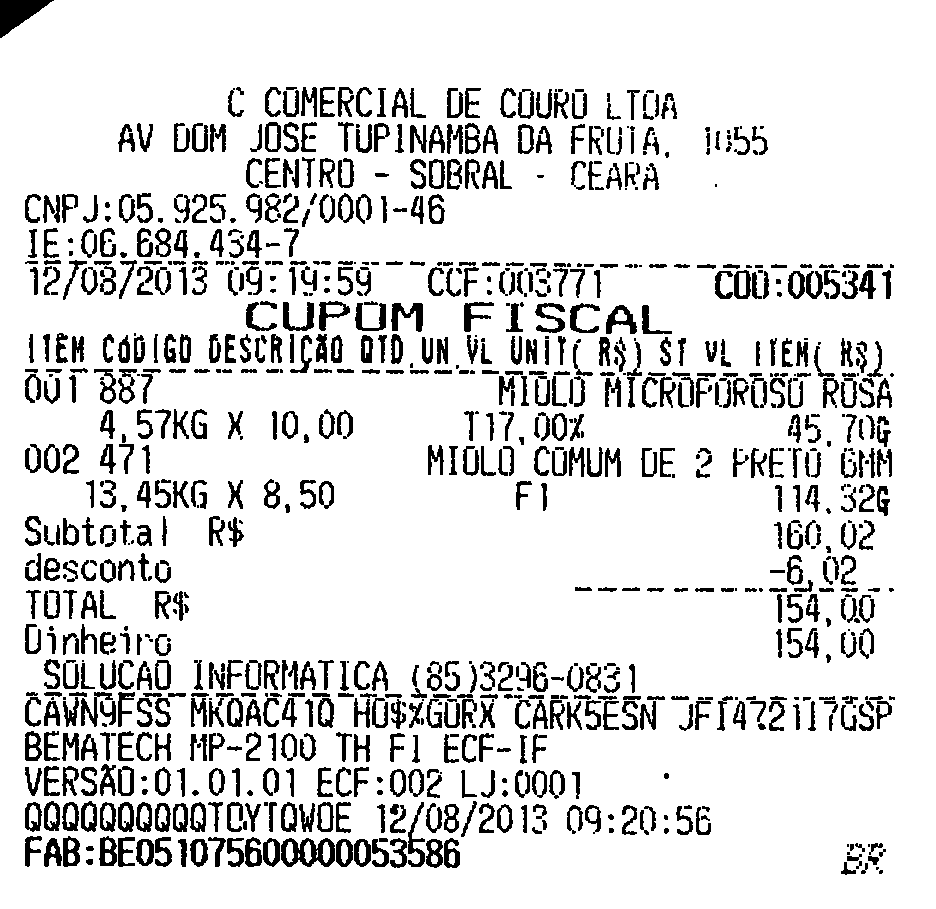 C COMERCIAL DE COURO LTDA
AV DOM JOSE TUPINAMBA DA FROTA, 1055
CENTRO - SOBRAL - CEARA
CNPJ:05.925.982/0001-46
IE:06.684.434-7
12/08/2013 09:19:59 CCF:003771 COO:005341
CUPOM FISCAL
ITEM CÓDIGO DESCRIÇÃO QTD.UN.VL UNIT( R$) ST VL ITEM( R$)
001 887 MIOLO MICROPOROSO ROSA
4,57KG X 10,00 T17,00% 45,70G
002 471 MIOLO COMUM DE 2 PRETO 6MM
13,45KG X 8,50 F1 114,32G
Subtotal R$ 160,02
desconto -6,02
TOTAL R$ 154,00
Dinheiro 154,00
SOLUCAO INFORMATICA (85)3296-0831
CAWN9FSS MKQAC41Q HO$%GORX CARK5ESN JFI472117GSP
BEMATECH MP-2100 TH FI ECF-IF
VERSÃO:01.01.01 ECF:002 LJ:0001
QQQQQQQQQQTQYTQWOE 12/08/2013 09:20:56
FAB:BE051075600000053586
BR